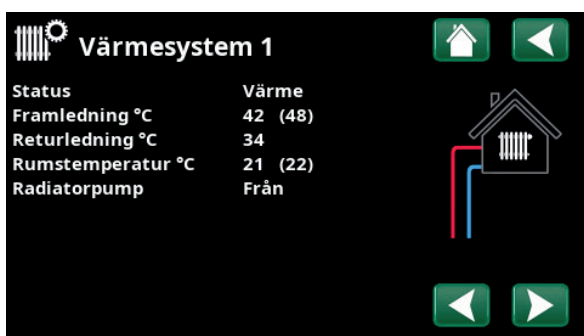 Värmesystem 1
Status Värme
Framledning °C 42 (48)
Returledning °C 34
Rumstemperatur °C 21 (22)
Radiatorpump Från